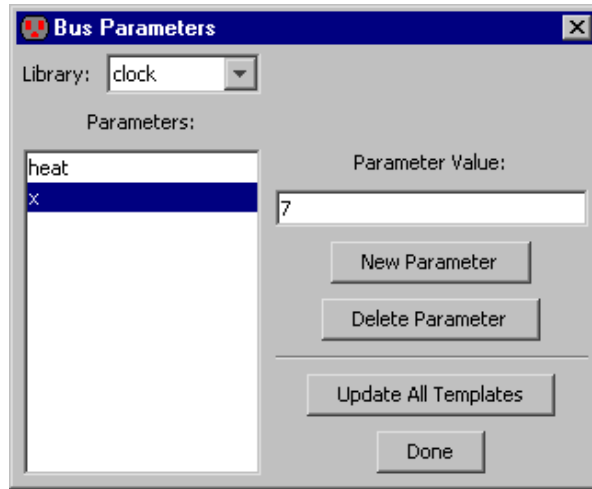 Bus Parameters
Library: clock
Parameters:
heat
x
Parameter Value:
7
New Parameter
Delete Parameter
Update All Templates
Done